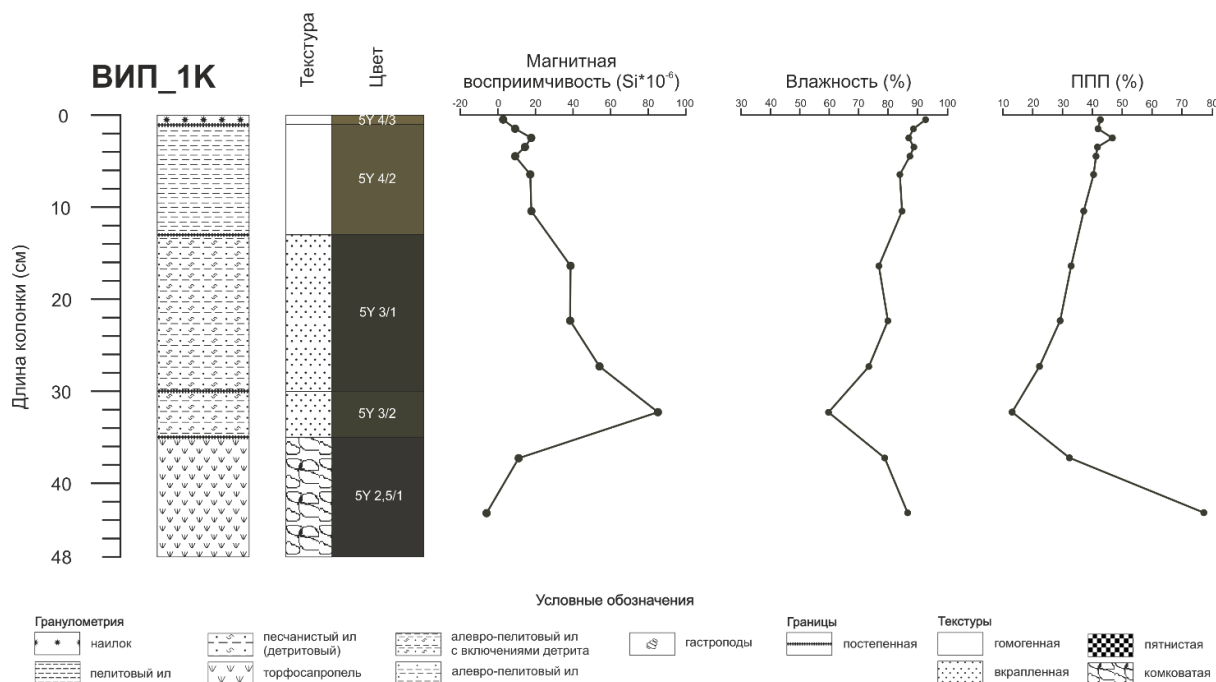 ВИП_1К
Текстура
Цвет
Магнитная
восприимчивость (Si*10⁻⁶)
Влажность (%)
ППП (%)
-20 0 20 40 60 80 100
30 40 50 60 70 80 90 100
10 20 30 40 50 60 70 80
Длина колонки (см)
0
10
20
30
40
48
5Y 4/3
5Y 4/2
5Y 3/1
5Y 3/2
5Y 2,5/1
Условные обозначения
Гранулометрия
наилок
пелитовый ил
песчанистый ил
(детритовый)
торфосапропель
алевро-пелитовый ил
с включениями детрита
алевро-пелитовый ил
гастроподы
Границы
постепенная
Текстуры
гомогенная
вкрапленная
пятнистая
комковатая